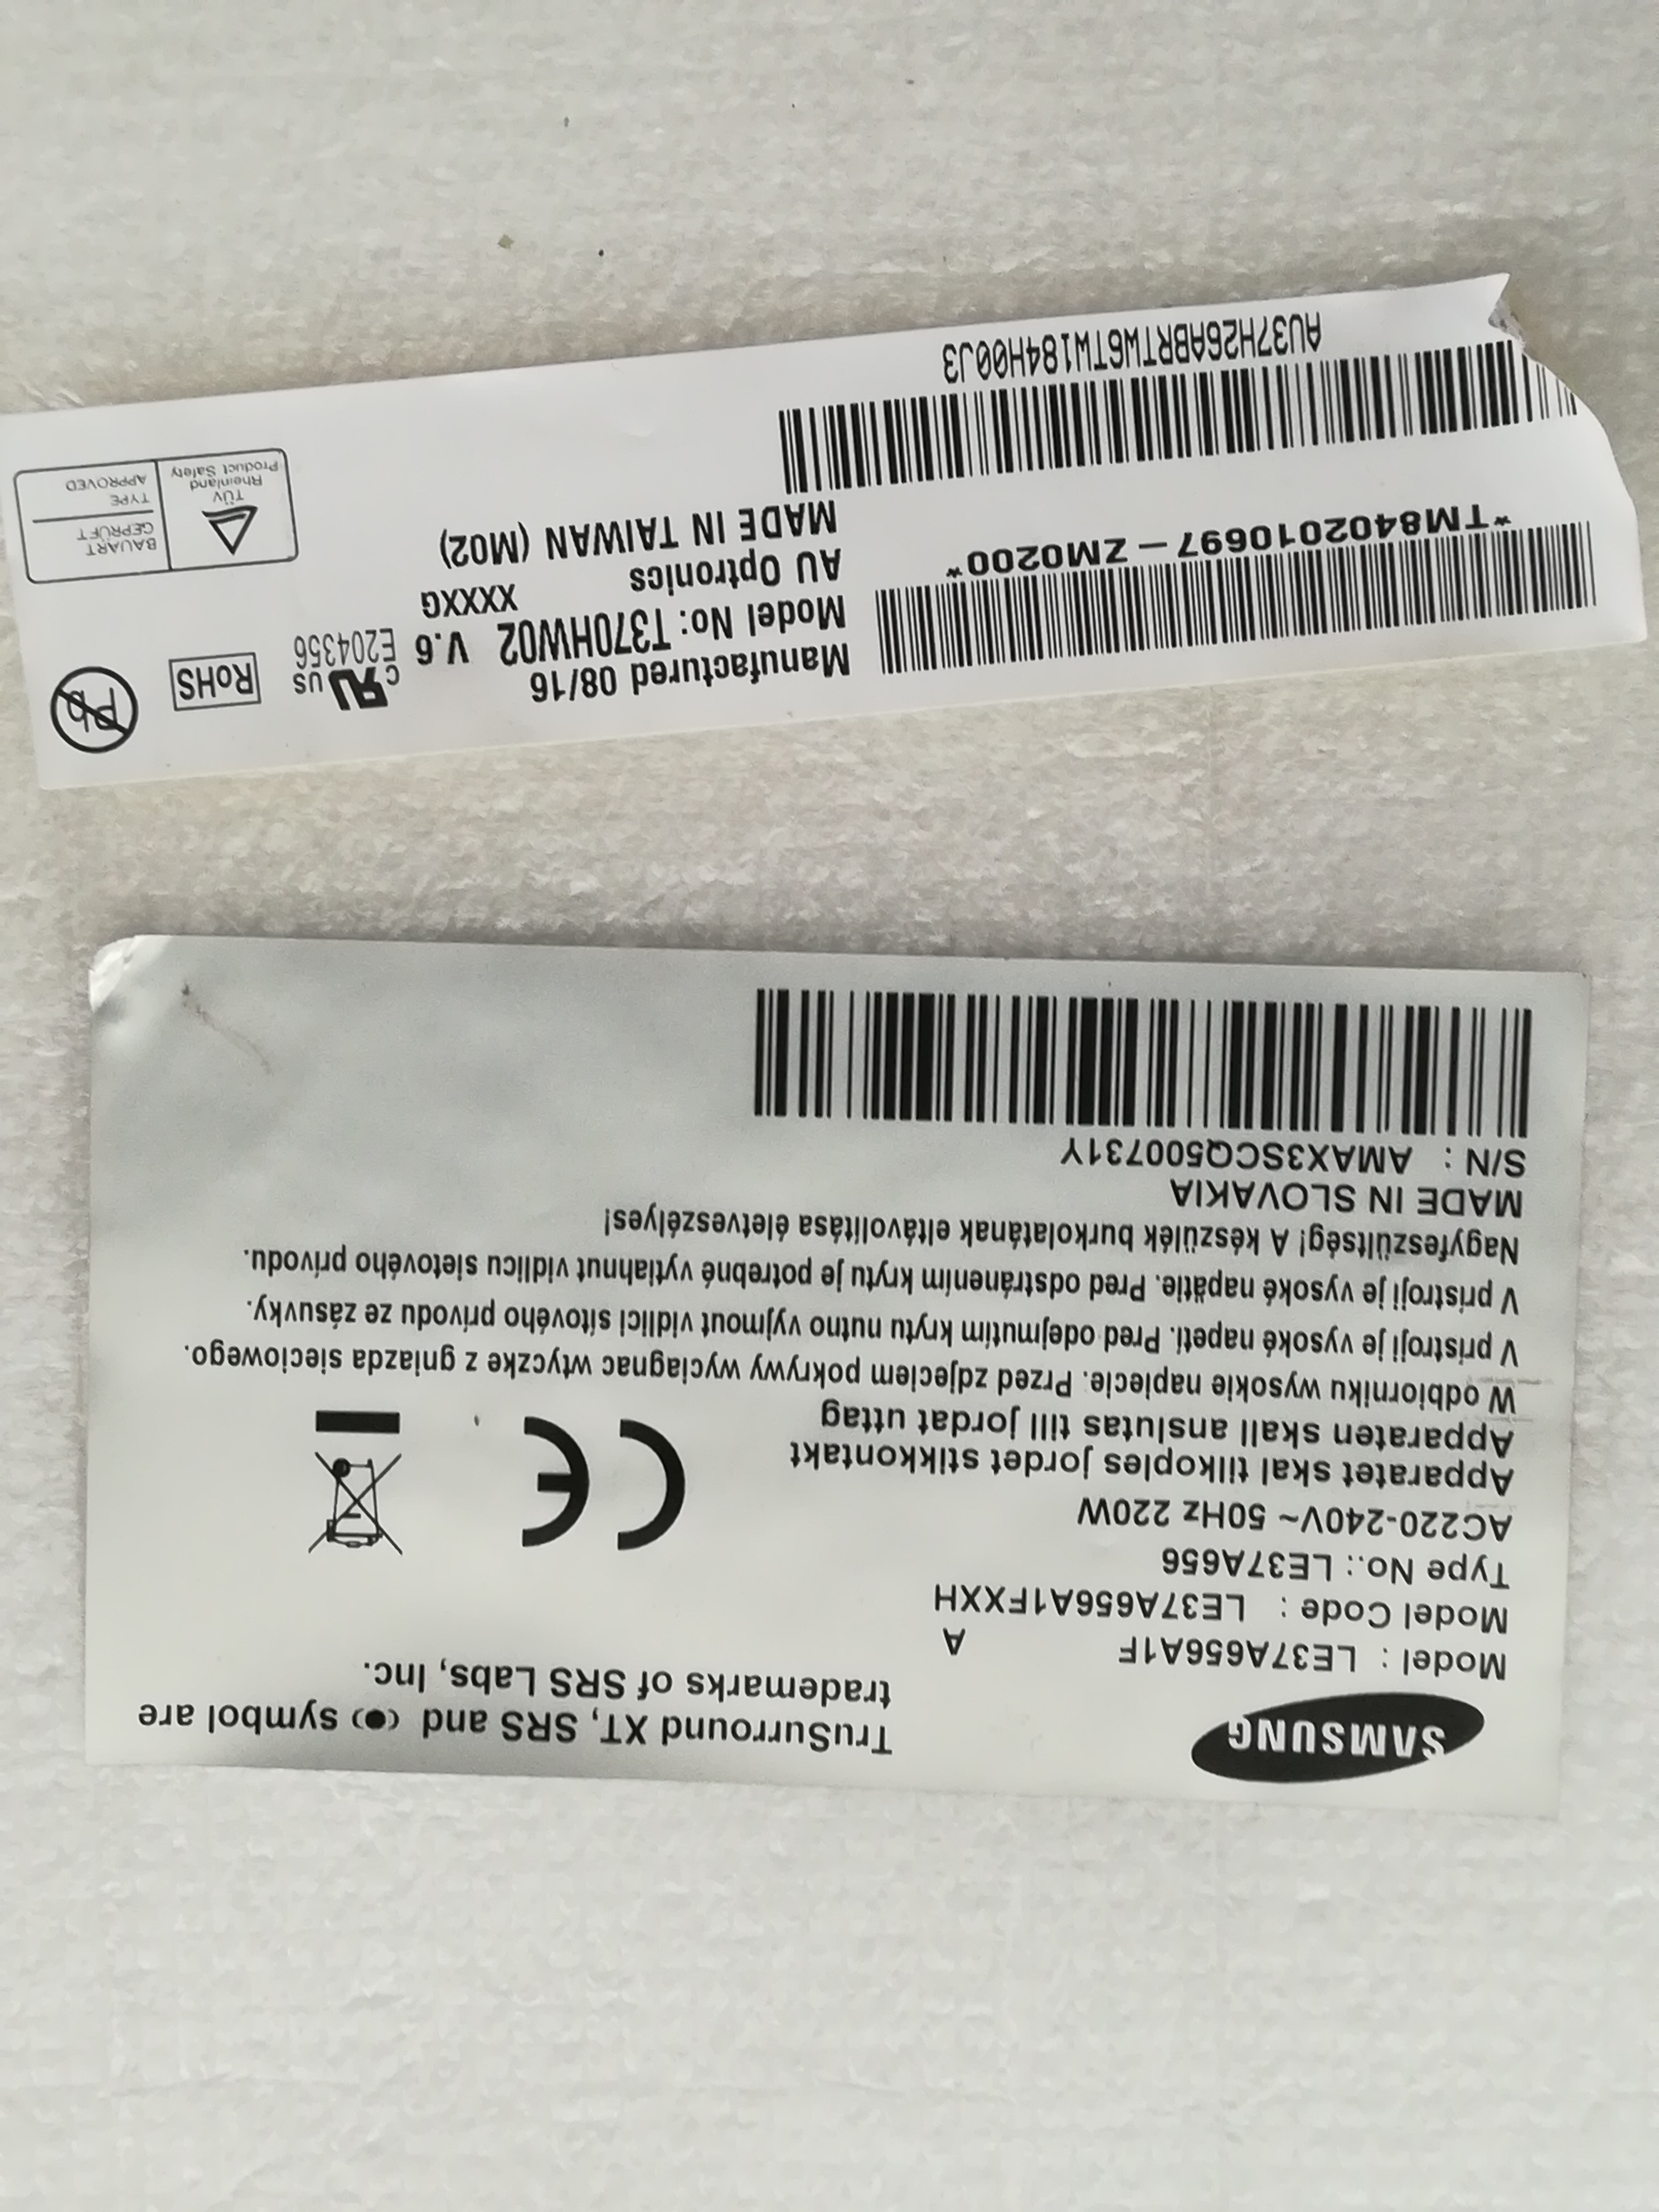 SAMSUNG
TruSurround XT, SRS and (●) symbol are
trademarks of SRS Labs, Inc.
Model : LE37A656A1F A
Model Code : LE37A656A1FXXH
Type No.: LE37A656
AC220-240V~ 50Hz 220W
Apparatet skal tilkoples jordet stikkontakt
Apparaten skall anslutas till jordat uttag
CE
W odbiorniku wysokie napiecie. Przed zdjeciem pokrywy wyciagnac wtyczke z gniazda sieciowego.
V prístroji je vysoké napetí. Pred odejmutím krytu nutno vyjmout vidlici sítového prívodu ze zásuvky.
V prístroji je vysoké napätie. Pred odstránením krytu je potrebné vytiahnut vidlicu sietového prívodu.
Nagyfeszültség! A készülék burkolatának eltávolítása életveszélyes!
MADE IN SLOVAKIA
S/N : AMAX3SCQ500731Y
*TM8402010697 – ZM0200*
AU37H26ABRTW6TW184H00J3
Manufactured 08/16
Model No: T370HW02 V.6
XXXXG
AU Optronics
MADE IN TAIWAN (M02)
c RU us
E204356
RoHS
Pb
TÜV
Rheinland
Product Safety
BAUART
GEPRÜFT
TYPE
APPROVED